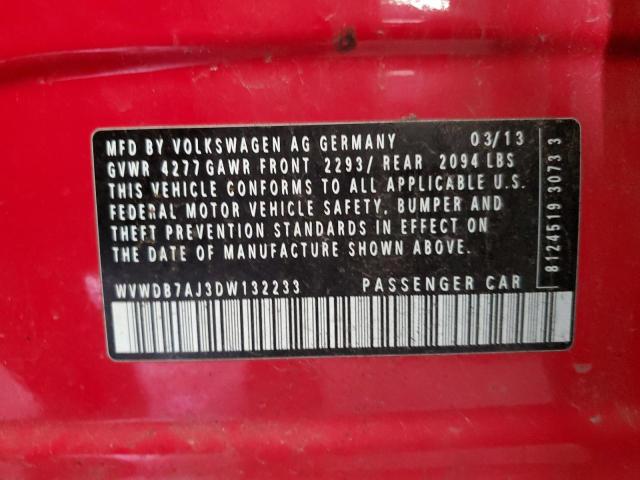 MFD BY VOLKSWAGEN AG GERMANY 03/13
GVWR 4277 GAWR FRONT 2293/ REAR 2094 LBS
THIS VEHICLE CONFORMS TO ALL APPLICABLE U.S.
FEDERAL MOTOR VEHICLE SAFETY, BUMPER AND
THEFT PREVENTION STANDARDS IN EFFECT ON
THE DATE OF MANUFACTURE SHOWN ABOVE.
WVWDB7AJ3DW132233 PASSENGER CAR
8124519 3073 3